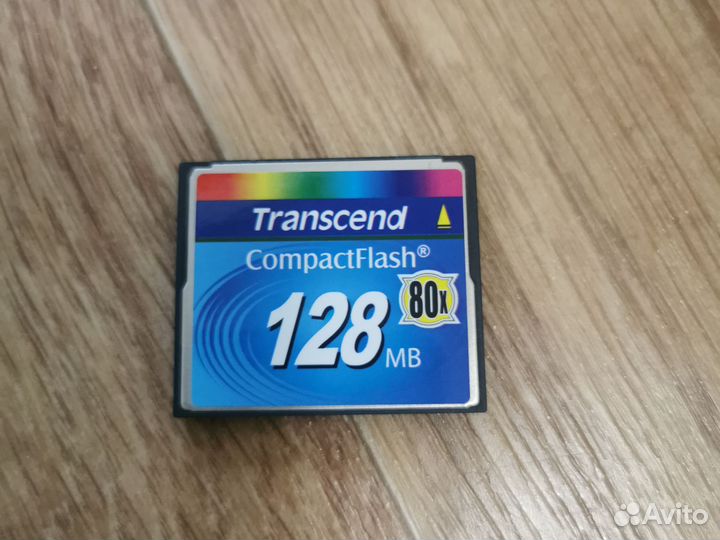 Transcend
CompactFlash®
80x
128 MB
Avito